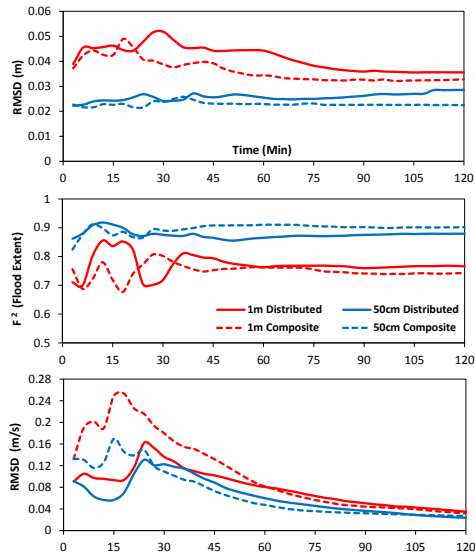 0.06
0.05
0.04
0.03
0.02
0.01
0
RMSD (m)
Time (Min)
0 15 30 45 60 75 90 105 120
1
0.9
0.8
0.7
0.6
0.5
F ² (Flood Extent)
1m Distributed 50cm Distributed
1m Composite 50cm Composite
0 15 30 45 60 75 90 105 120
0.28
0.24
0.20
0.16
0.12
0.08
0.04
0.00
RMSD (m/s)
0 15 30 45 60 75 90 105 120